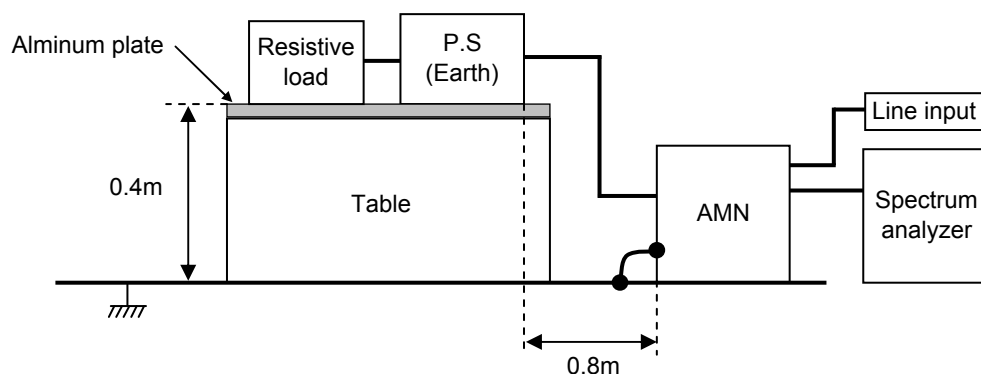 Alminum plate
Resistive
load
P.S
(Earth)
Line input
0.4m
Table
AMN
Spectrum
analyzer
0.8m